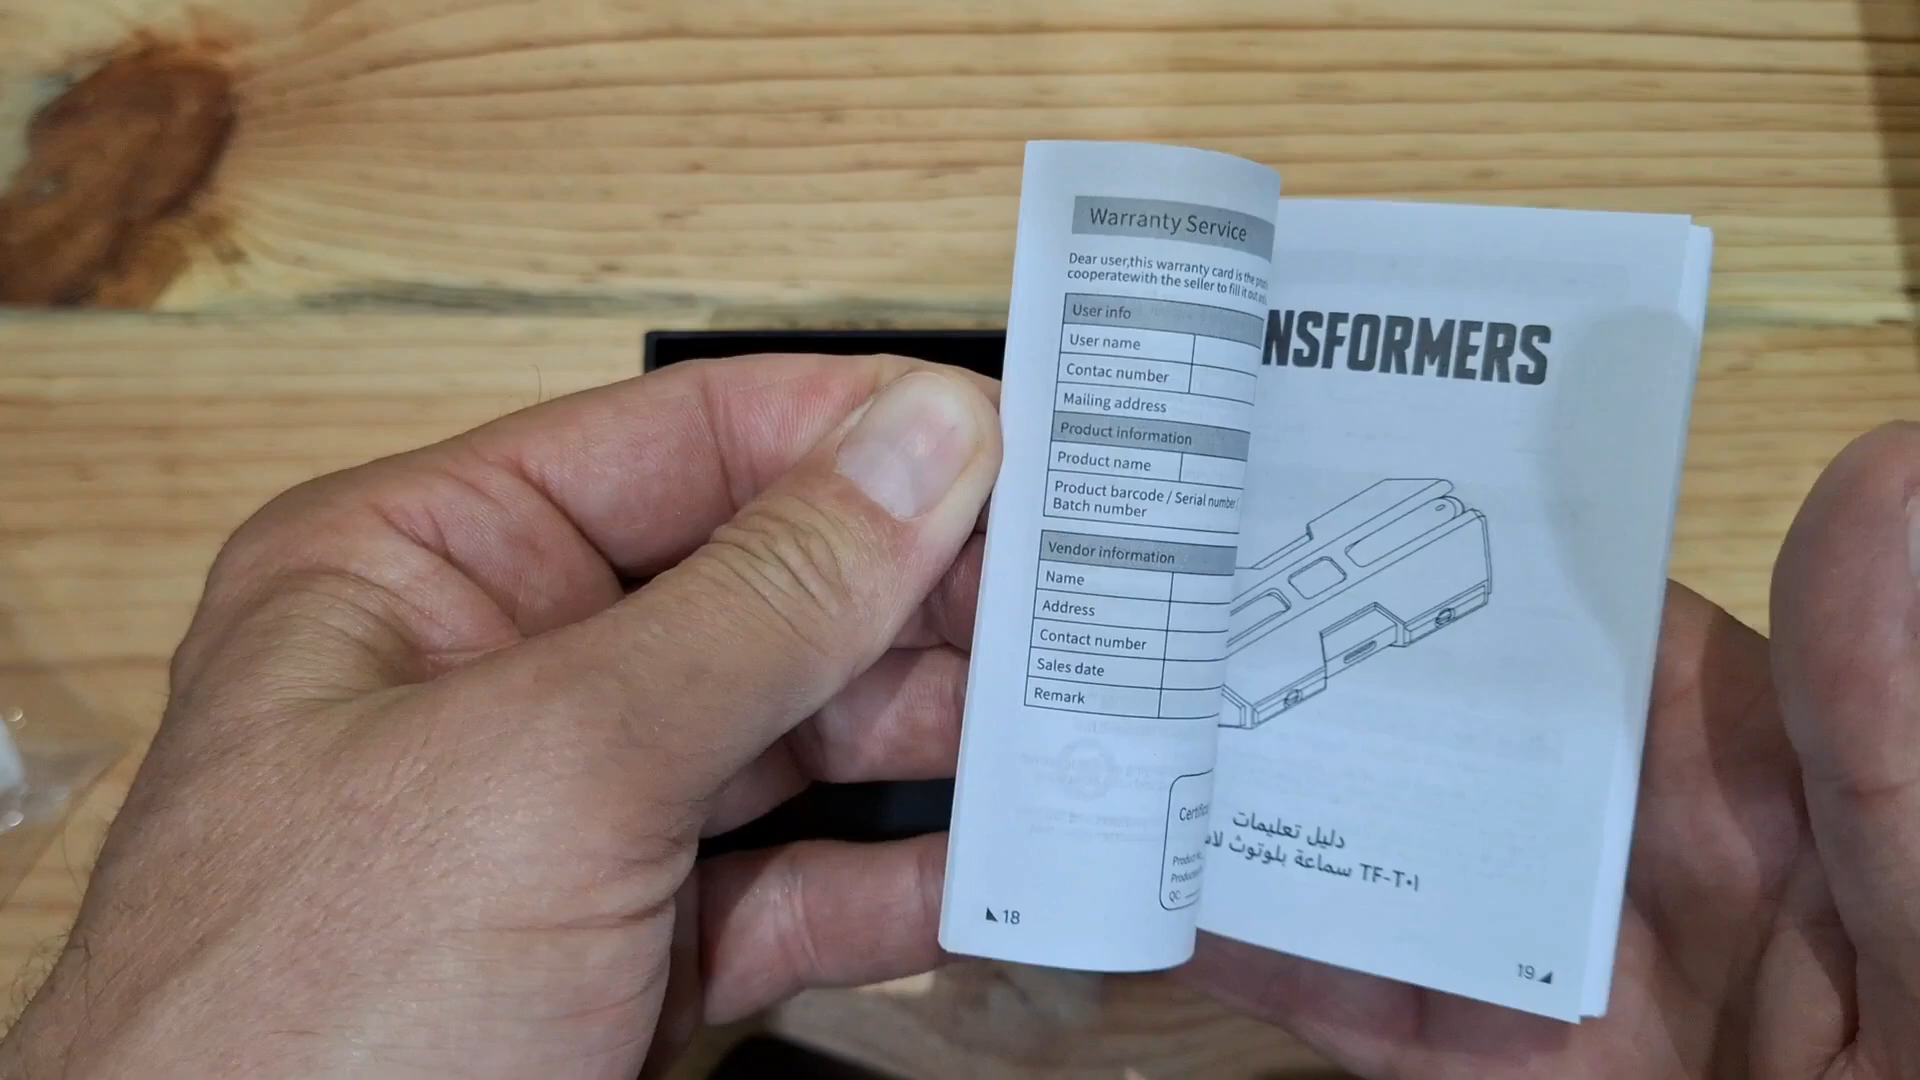 Warranty Service
Dear user,this warranty card is the
cooperatewith the seller to fill it out
User info
User name
Contac number
Mailing address
Product information
Product name
Product barcode / Serial number /
Batch number
Vendor information
Name
Address
Contact number
Sales date
Remark
QC
18
NSFORMERS
دليل تعليمات
TF-T٠١ سماعة بلوتوث
19